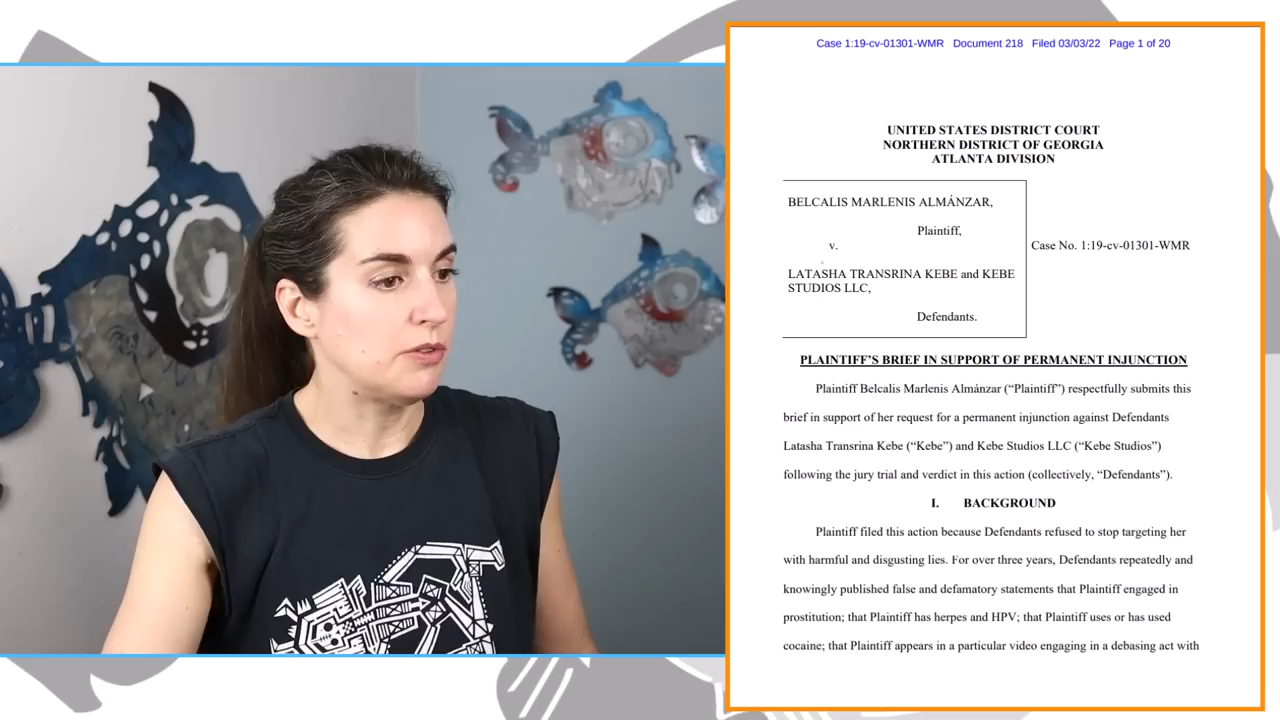 Case 1:19-cv-01301-WMR Document 218 Filed 03/03/22 Page 1 of 20
UNITED STATES DISTRICT COURT
NORTHERN DISTRICT OF GEORGIA
ATLANTA DIVISION
BELCALIS MARLENIS ALMÁNZAR,
Plaintiff,
v.
Case No. 1:19-cv-01301-WMR
LATASHA TRANSRINA KEBE and KEBE
STUDIOS LLC,
Defendants.
PLAINTIFF’S BRIEF IN SUPPORT OF PERMANENT INJUNCTION
Plaintiff Belcalis Marlenis Almánzar (“Plaintiff”) respectfully submits this
brief in support of her request for a permanent injunction against Defendants
Latasha Transrina Kebe (“Kebe”) and Kebe Studios LLC (“Kebe Studios”)
following the jury trial and verdict in this action (collectively, “Defendants”).
I. BACKGROUND
Plaintiff filed this action because Defendants refused to stop targeting her
with harmful and disgusting lies. For over three years, Defendants repeatedly and
knowingly published false and defamatory statements that Plaintiff engaged in
prostitution; that Plaintiff has herpes and HPV; that Plaintiff uses or has used
cocaine; that Plaintiff appears in a particular video engaging in a debasing act with